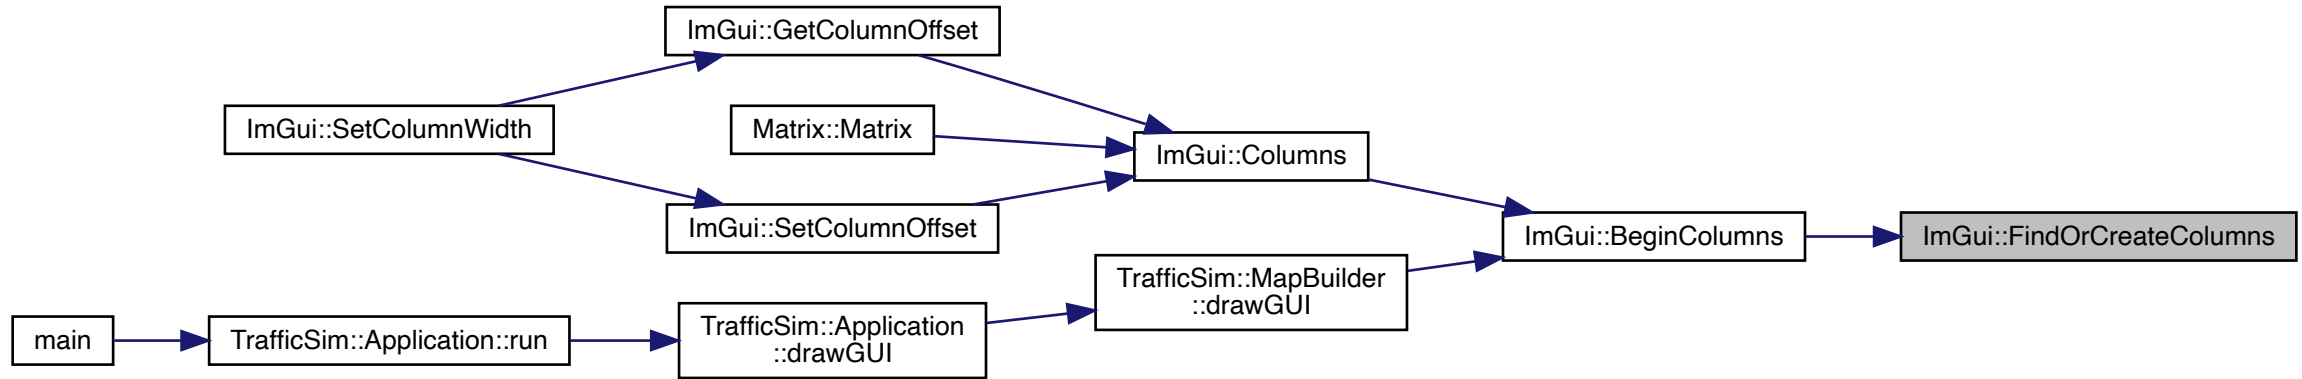 ImGui::GetColumnOffset
ImGui::SetColumnWidth
Matrix::Matrix
ImGui::Columns
ImGui::SetColumnOffset
ImGui::BeginColumns
ImGui::FindOrCreateColumns
TrafficSim::MapBuilder
::drawGUI
TrafficSim::Application
::drawGUI
TrafficSim::Application::run
main